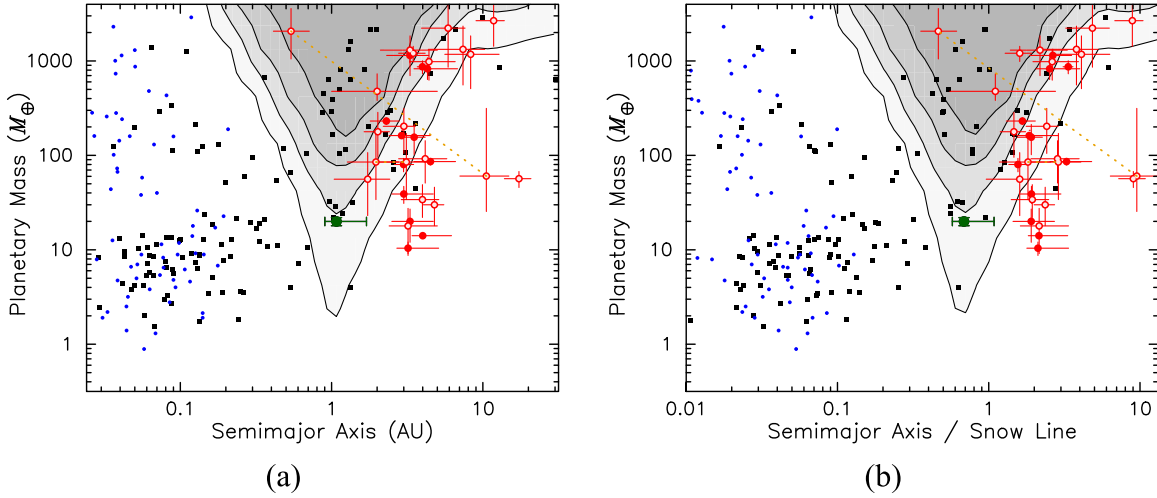 1000
100
10
1
Planetary Mass (M⊕)
0.1 1 10
Semimajor Axis (AU)
(a)
1000
100
10
1
Planetary Mass (M⊕)
0.01 0.1 1 10
Semimajor Axis / Snow Line
(b)